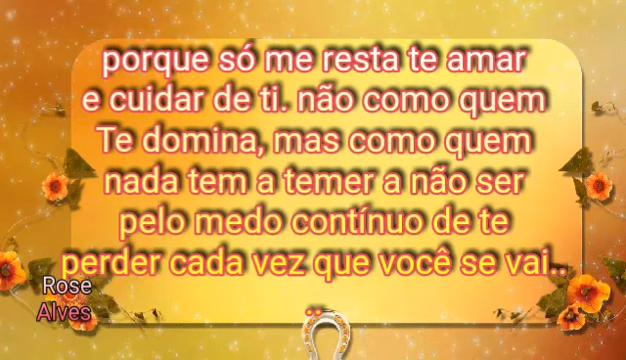 porque só me resta te amar
e cuidar de ti. não como quem
Te domina, mas como quem
nada tem a temer a não ser
pelo medo contínuo de te
perder cada vez que você se vai..
..
Rose
Alves